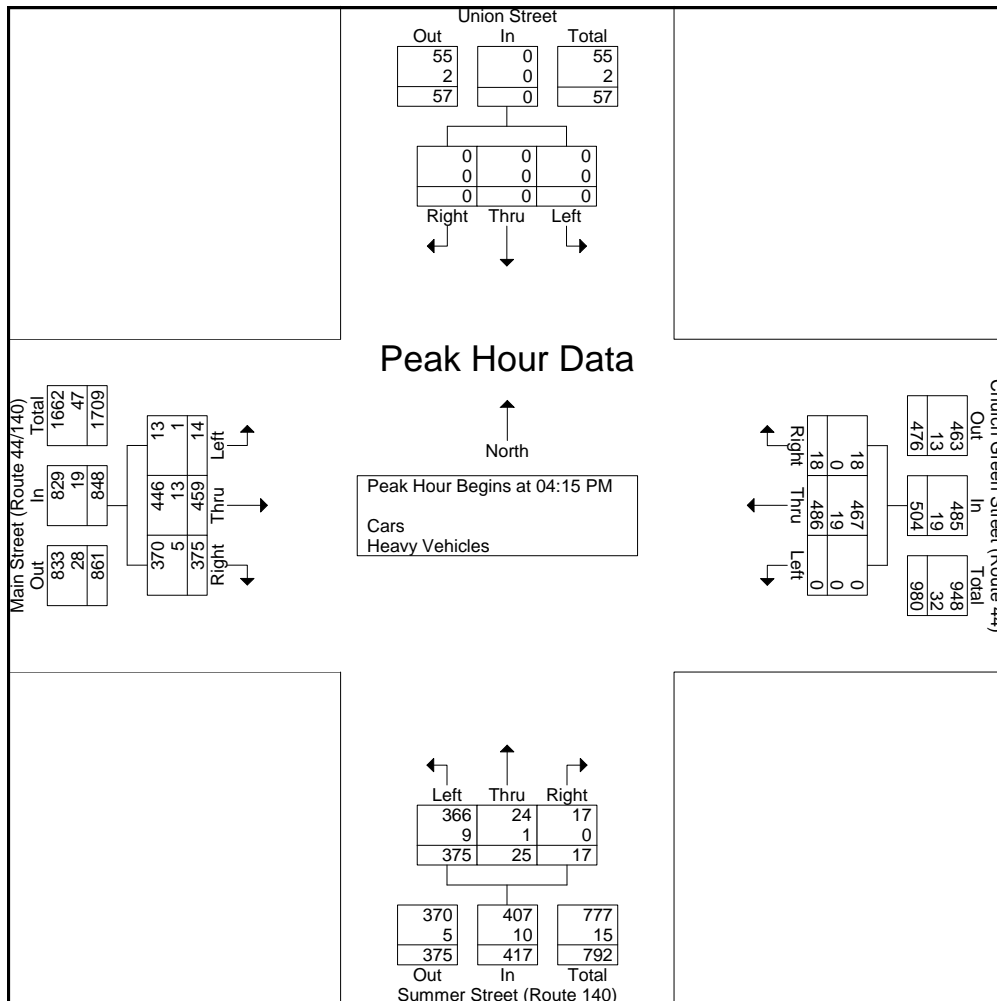 Union Street
Out In Total
55 0 55
2 0 2
57 0 57
0 0 0
0 0 0
0 0 0
Right Thru Left
Peak Hour Data
North
Peak Hour Begins at 04:15 PM
Cars
Heavy Vehicles
Main Street (Route 44/140)
Out In Total
833 829 1662
28 19 47
861 848 1709
370 446 13
5 13 1
375 459 14
Right Thru Left
Church Green Street (Route 44)
Out In Total
463 485 948
13 19 32
476 504 980
18 467 0
0 19 0
18 486 0
Right Thru Left
Left Thru Right
366 24 17
9 1 0
375 25 17
370 407 777
5 10 15
375 417 792
Out In Total
Summer Street (Route 140)